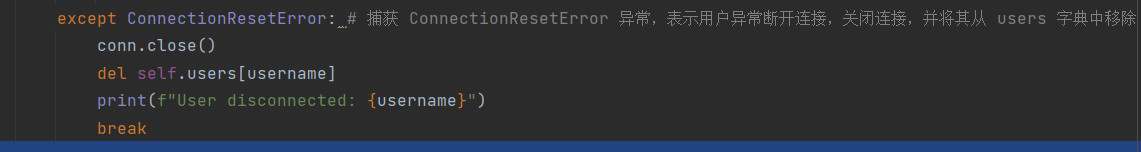 except ConnectionResetError: # 捕获 ConnectionResetError 异常，表示用户异常断开连接，关闭连接，并将其从 users 字典中移除
conn.close()
del self.users[username]
print(f"User disconnected: {username}")
break